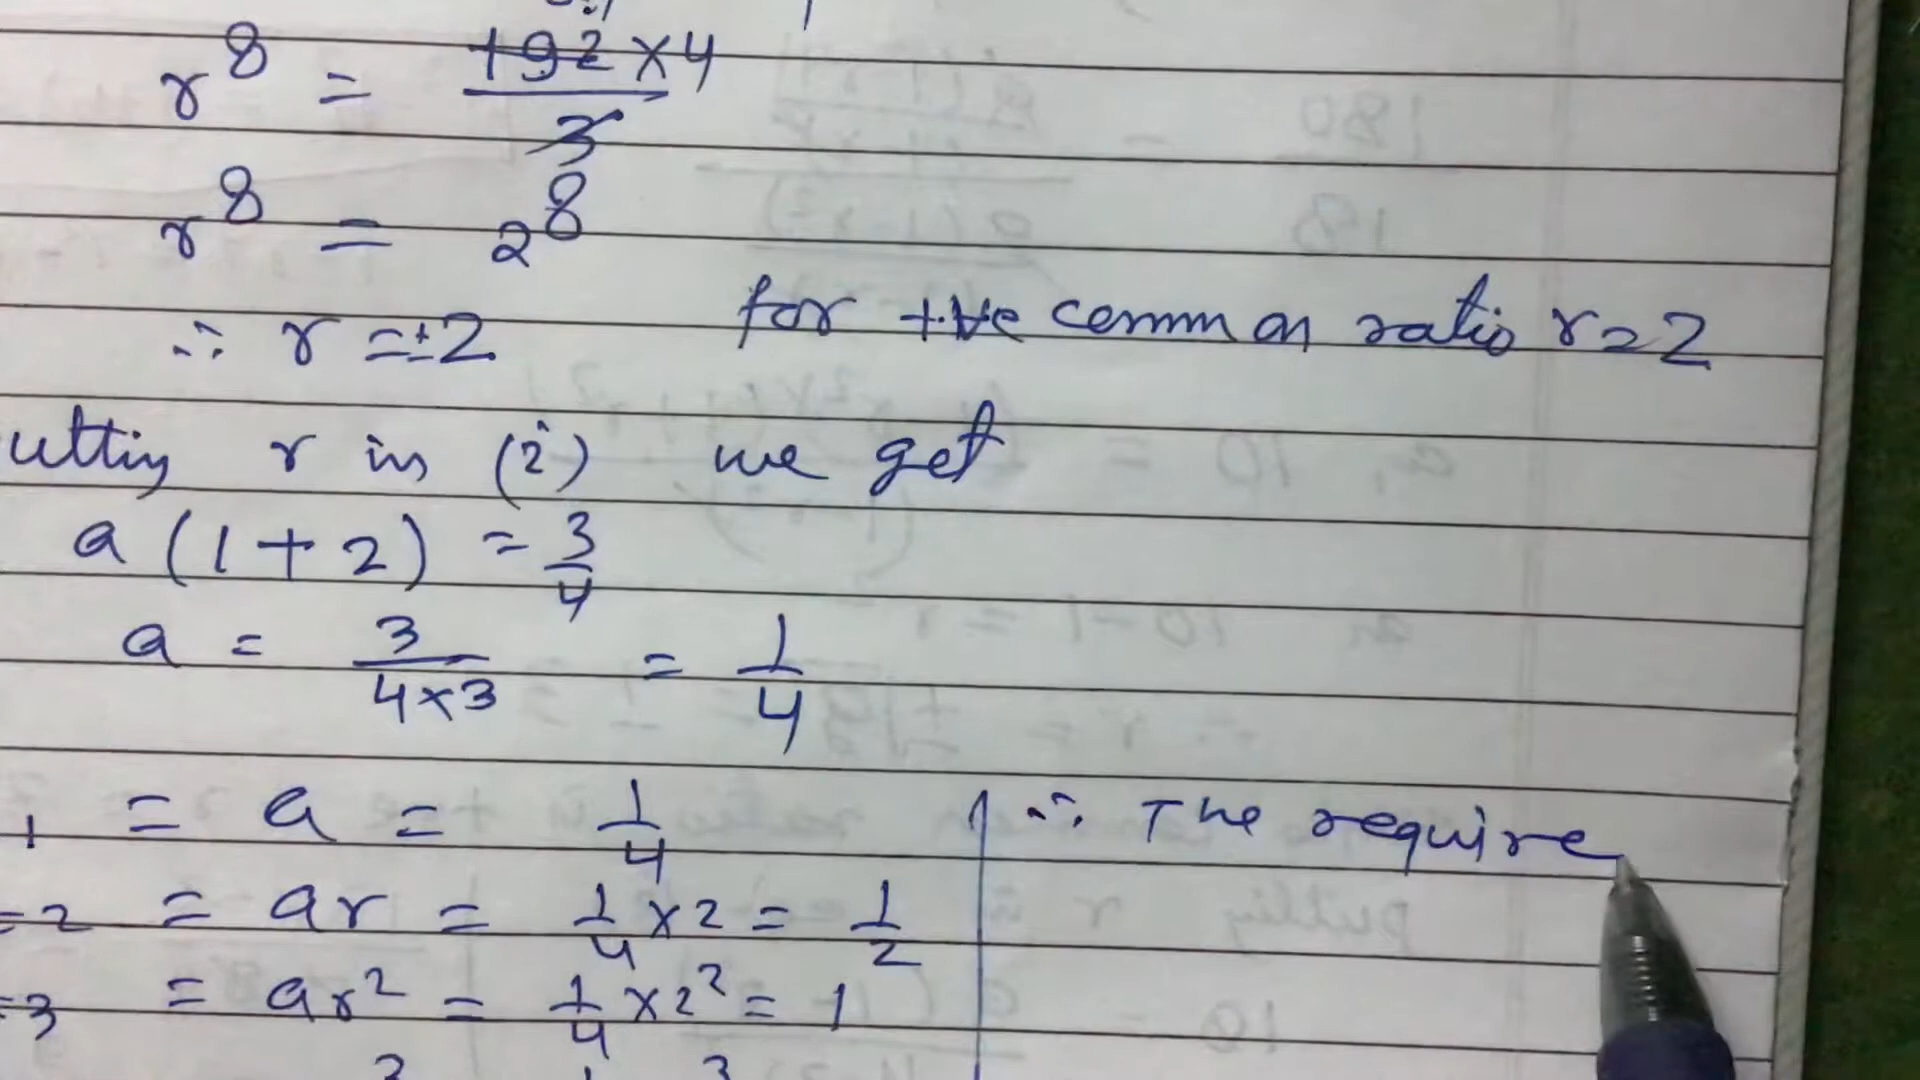 r^8 = 192 × 4 / 3
r^8 = 2^8
∴ r = ±2 for +ve common ratio r = 2
utting r in (i) we get
a (1 + 2) = 3/4
a = 3 / 4×3 = 1/4
1 = a = 1/4
=2 = ar = 1/4 × 2 = 1/2
=3 = ar^2 = 1/4 × 2^2 = 1
∴ The require